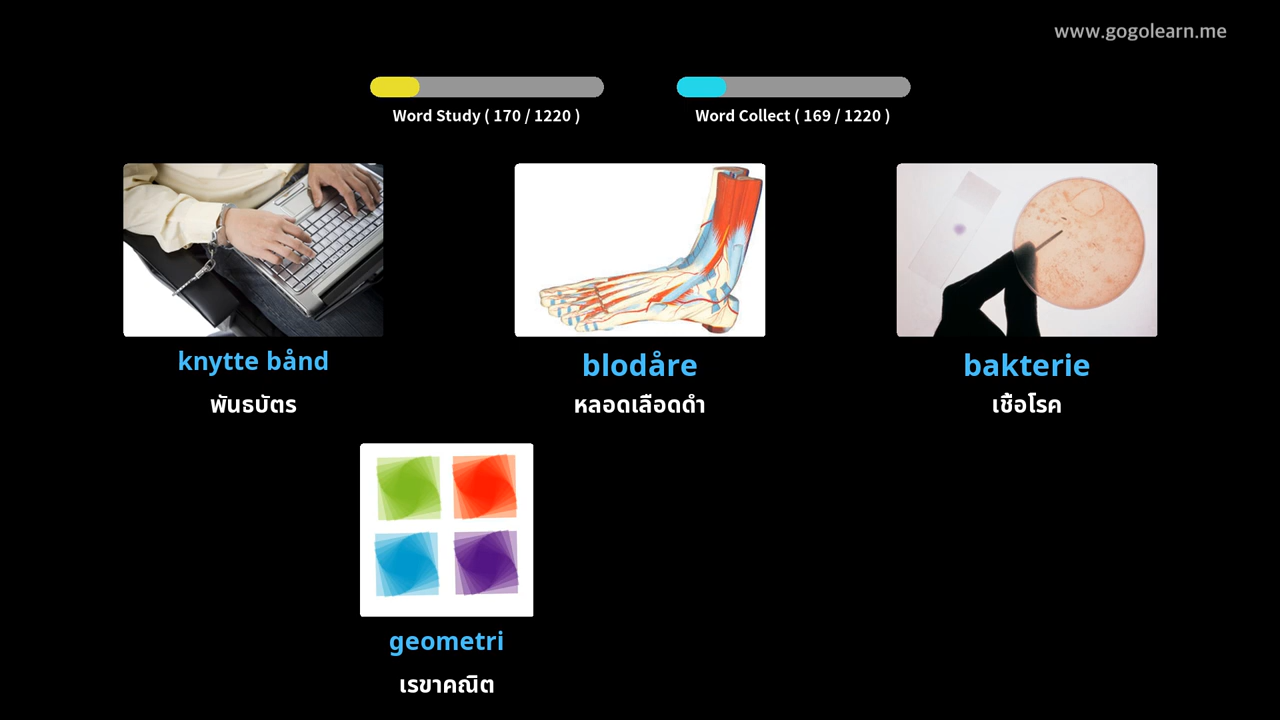 www.gogolearn.me
Word Study ( 170 / 1220 )
Word Collect ( 169 / 1220 )
knytte bånd
blodåre
bakterie
พันธบัตร
หลอดเลือดดำ
เชื้อโรค
geometri
เรขาคณิต